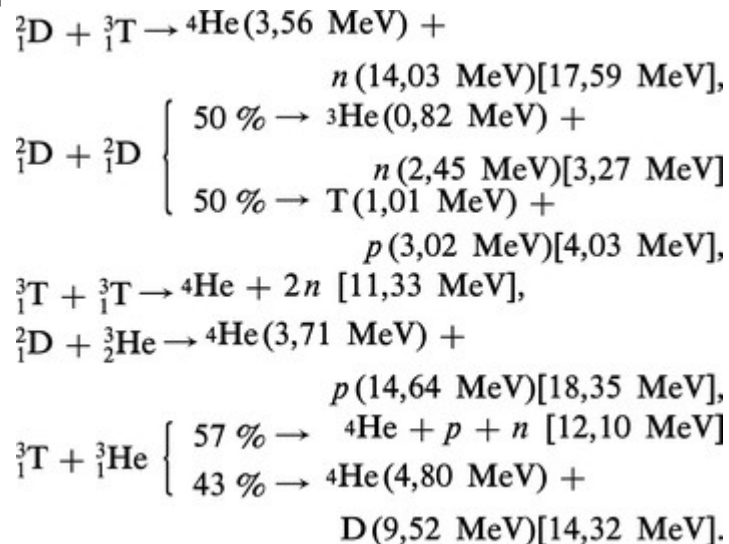 ²₁D + ³₁T → ₄He(3,56 MeV) +
n(14,03 MeV)[17,59 MeV],
²₁D + ²₁D { 50 % → ₃He(0,82 MeV) +
n(2,45 MeV)[3,27 MeV]
50 % → T(1,01 MeV) +
p(3,02 MeV)[4,03 MeV],
³₁T + ³₁T → ₄He + 2n [11,33 MeV],
²₁D + ³₂He → ₄He(3,71 MeV) +
p(14,64 MeV)[18,35 MeV],
³₁T + ³₁He { 57 % → ₄He + p + n [12,10 MeV]
43 % → ₄He(4,80 MeV) +
D(9,52 MeV)[14,32 MeV].